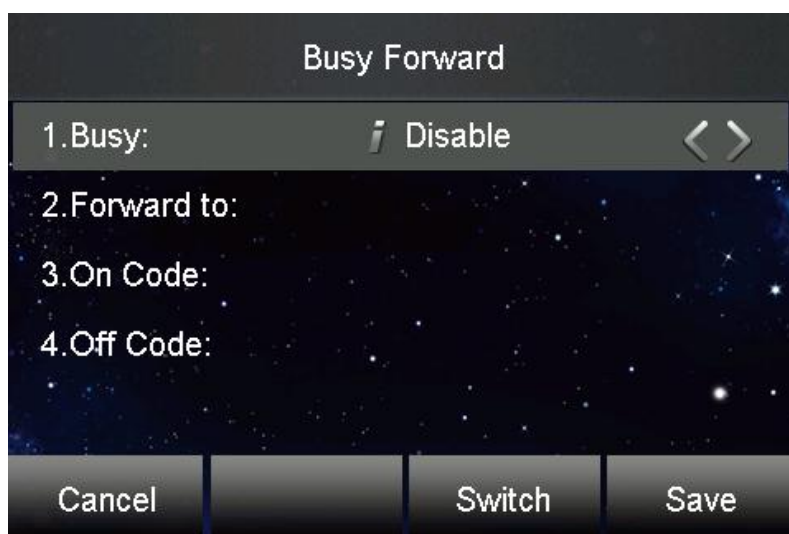 Busy Forward
1.Busy: i Disable
2.Forward to:
3.On Code:
4.Off Code:
Cancel Switch Save